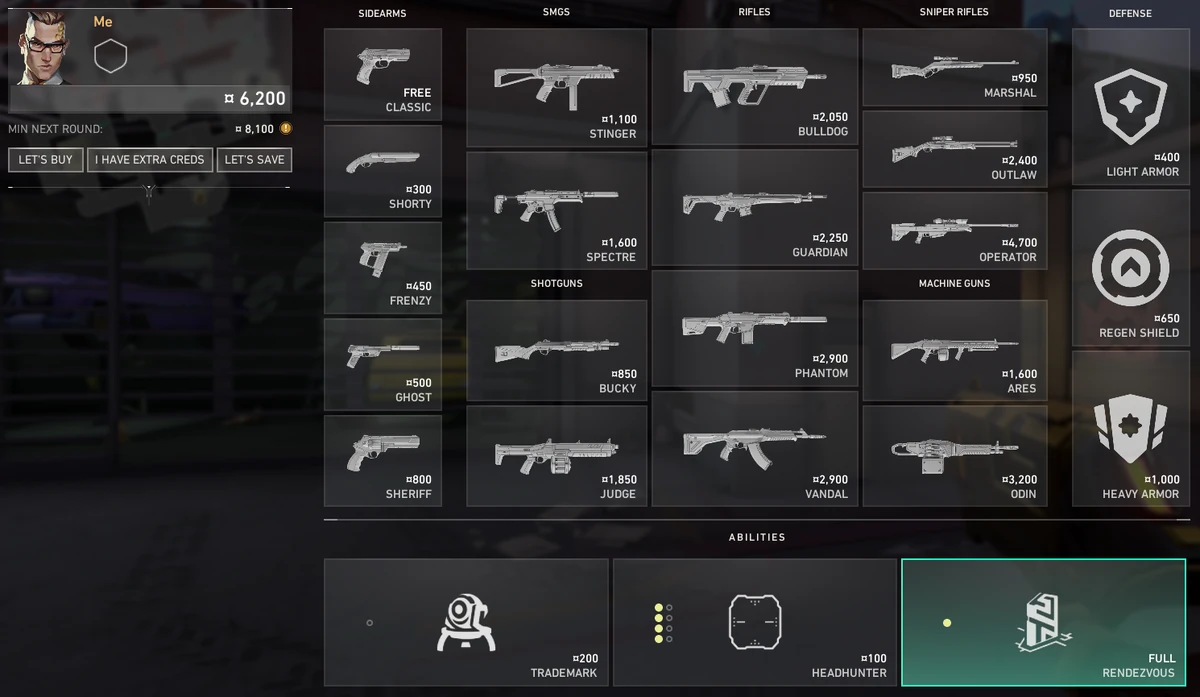 Me
¤ 6,200
MIN NEXT ROUND: ¤ 8,100
LET'S BUY I HAVE EXTRA CREDS LET'S SAVE
SIDEARMS
FREE
CLASSIC
¤300
SHORTY
¤450
FRENZY
¤500
GHOST
¤800
SHERIFF
SMGS
¤1,100
STINGER
¤1,600
SPECTRE
SHOTGUNS
¤850
BUCKY
¤1,850
JUDGE
RIFLES
¤2,050
BULLDOG
¤2,250
GUARDIAN
¤2,900
PHANTOM
¤2,900
VANDAL
SNIPER RIFLES
¤950
MARSHAL
¤2,400
OUTLAW
¤4,700
OPERATOR
MACHINE GUNS
¤1,600
ARES
¤3,200
ODIN
DEFENSE
¤400
LIGHT ARMOR
¤650
REGEN SHIELD
¤1,000
HEAVY ARMOR
ABILITIES
¤200
TRADEMARK
¤100
HEADHUNTER
FULL
RENDEZVOUS